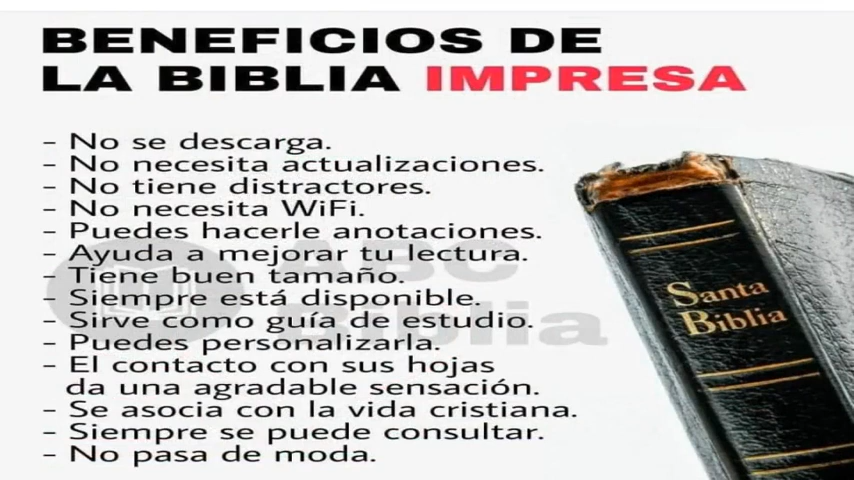 BENEFICIOS DE
LA BIBLIA IMPRESA
- No se descarga.
- No necesita actualizaciones.
- No tiene distractores.
- No necesita WiFi.
- Puedes hacerle anotaciones.
- Ayuda a mejorar tu lectura.
- Tiene buen tamaño.
- Siempre está disponible.
- Sirve como guía de estudio.
- Puedes personalizarla.
- El contacto con sus hojas
da una agradable sensación.
- Se asocia con la vida cristiana.
- Siempre se puede consultar.
- No pasa de moda.
ABC
Biblia
Santa
Biblia